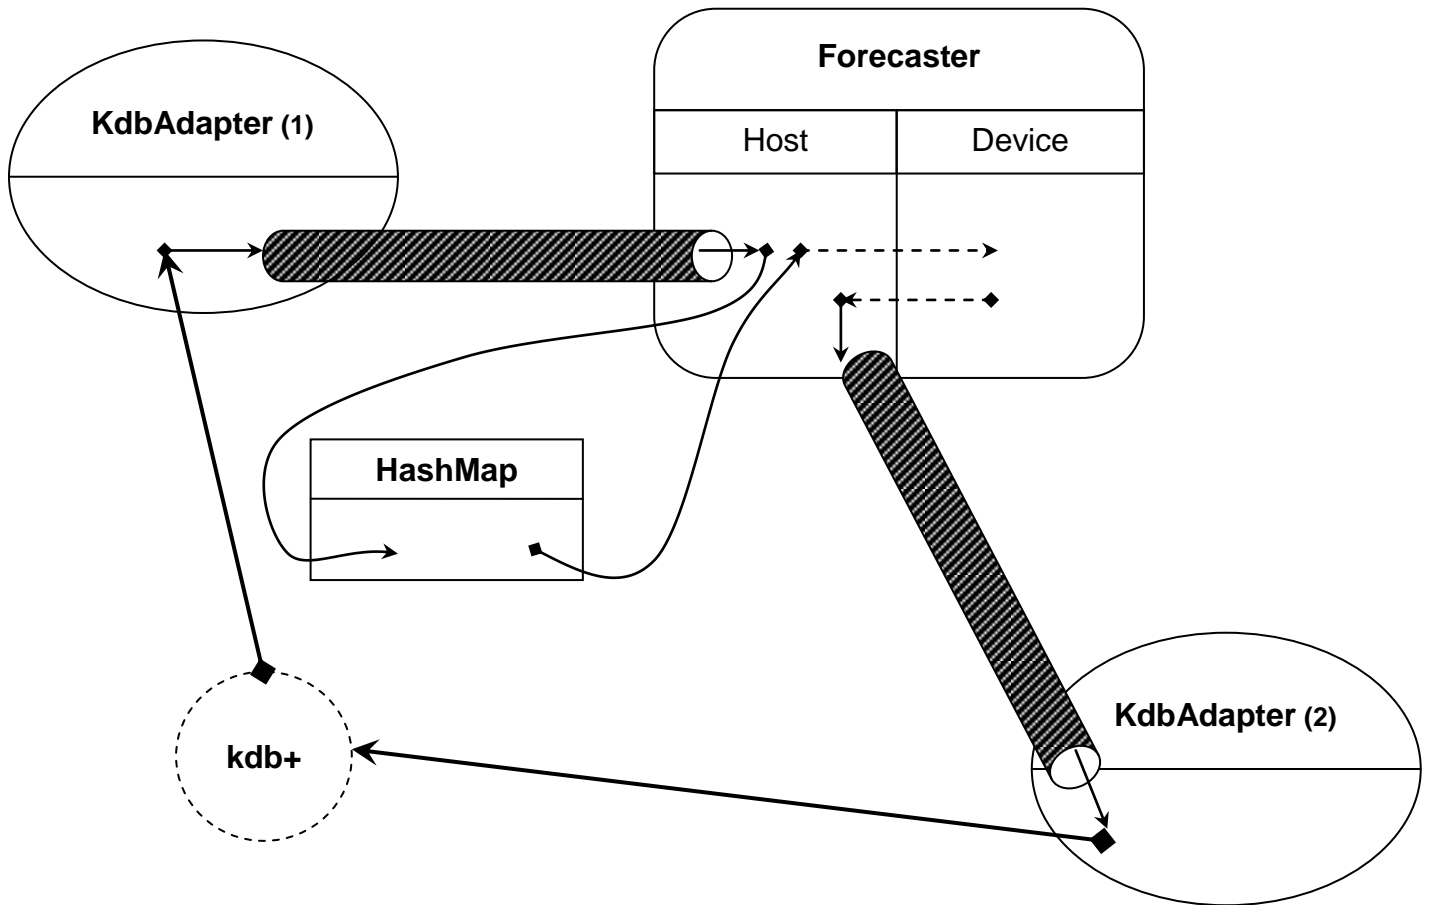 Forecaster
KdbAdapter (1)
Host
Device
HashMap
KdbAdapter (2)
kdb+